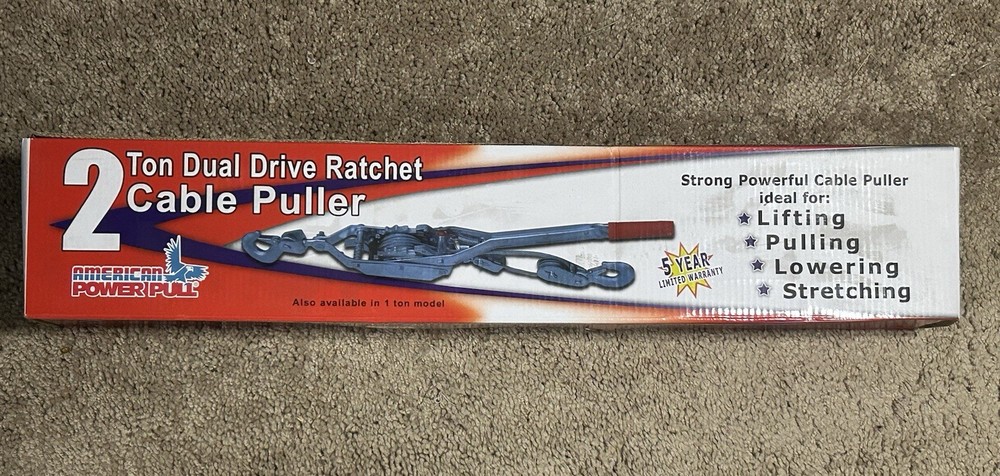 2
Ton Dual Drive Ratchet
Cable Puller
AMERICAN
POWER PULL
Also available in 1 ton model
5 YEAR
LIMITED WARRANTY
Strong Powerful Cable Puller
ideal for:
Lifting
Pulling
Lowering
Stretching